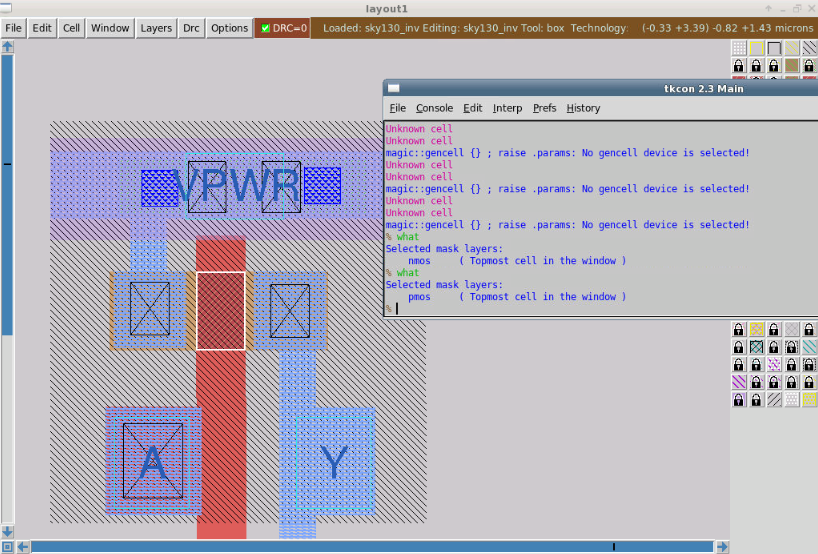 layout1
File Edit Cell Window Layers Drc Options DRC=0 Loaded: sky130_inv Editing: sky130_inv Tool: box Technology: (-0.33 +3.39) -0.82 +1.43 microns
tkcon 2.3 Main
File Console Edit Interp Prefs History
Unknown cell
Unknown cell
magic::gencell {} ; raise .params: No gencell device is selected!
Unknown cell
Unknown cell
magic::gencell {} ; raise .params: No gencell device is selected!
Unknown cell
Unknown cell
magic::gencell {} ; raise .params: No gencell device is selected!
% what
Selected mask layers:
nmos ( Topmost cell in the window )
% what
Selected mask layers:
pmos ( Topmost cell in the window )
%
VPWR
A
Y